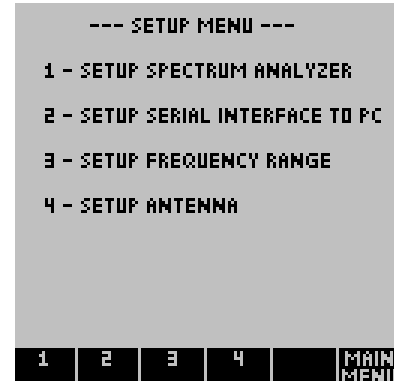 --- SETUP MENU ---
1 - SETUP SPECTRUM ANALYZER
2 - SETUP SERIAL INTERFACE TO PC
3 - SETUP FREQUENCY RANGE
4 - SETUP ANTENNA
1 2 3 4 MAIN
MENU